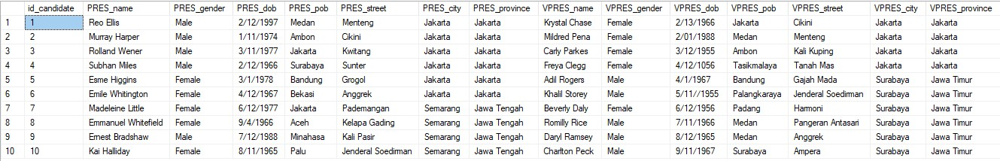 id_candidate PRES_name PRES_gender PRES_dob PRES_pob PRES_street PRES_city PRES_province VPRES_name VPRES_gender VPRES_dob VPRES_pob VPRES_street VPRES_city VPRES_province
1 1 Reo Ellis Male 2/12/1997 Medan Menteng Jakarta Jakarta Krystal Chase Female 2/13/1966 Jakarta Cikini Jakarta Jakarta
2 2 Murray Harper Male 1/11/1974 Ambon Cikini Jakarta Jakarta Mildred Pena Female 2/01/1988 Medan Menteng Jakarta Jakarta
3 3 Rolland Wener Male 3/11/1977 Jakarta Kwitang Jakarta Jakarta Carly Parkes Female 3/12/1955 Ambon Kali Kuping Jakarta Jakarta
4 4 Subhan Miles Male 2/12/1966 Surabaya Sunter Jakarta Jakarta Freya Clegg Female 4/12/1056 Tasikmalaya Tanah Mas Jakarta Jakarta
5 5 Esme Higgins Female 3/1/1978 Bandung Grogol Jakarta Jakarta Adil Rogers Male 4/1/1967 Bandung Gajah Mada Surabaya Jawa Timur
6 6 Emile Whitington Female 4/12/1967 Bekasi Anggrek Jakarta Jakarta Khalil Storey Male 5/11//1955 Palangkaraya Jenderal Soedirman Surabaya Jawa Timur
7 7 Madeleine Little Female 6/12/1977 Jakarta Pademangan Semarang Jawa Tengah Beverly Daly Female 6/12/1956 Padang Harmoni Surabaya Jawa Timur
8 8 Emmanuel Whitefield Female 9/4/1966 Aceh Kelapa Gading Semarang Jawa Tengah Romilly Rice Male 7/11/1966 Medan Pangeran Antasari Surabaya Jawa Timur
9 9 Ernest Bradshaw Male 7/12/1988 Minahasa Kali Pasir Semarang Jawa Tengah Daryl Ramsey Male 8/12/1965 Medan Anggrek Surabaya Jawa Timur
10 10 Kai Halliday Female 8/11/1965 Palu Jenderal Soedirman Semarang Jawa Tengah Charlton Peck Male 9/11/1967 Surabaya Ampera Surabaya Jawa Timur